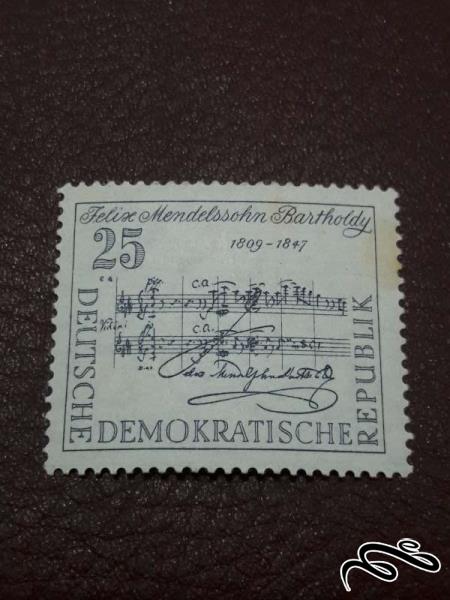 Felix Mendelssohn Bartholdy
25
1809-1847
c.a.
c.a.
DEUTSCHE
DEMOKRATISCHE
REPUBLIK